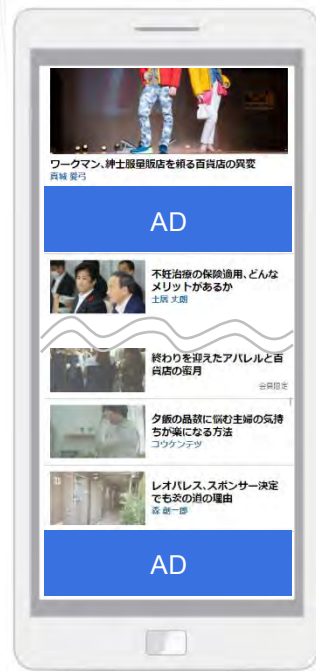 ワークマン、紳士服量販店を頼る百貨店の異変
真城 愛弓
AD
不妊治療の保険適用、どんな
メリットがあるか
土居 丈朗
終わりを迎えたアパレルと百
貨店の蜜月
会員限定
夕飯の品数に悩む主婦の気持
ちが楽になる方法
コウケンテツ
レオパレス、スポンサー決定
でも茨の道の理由
森 創一郎
AD